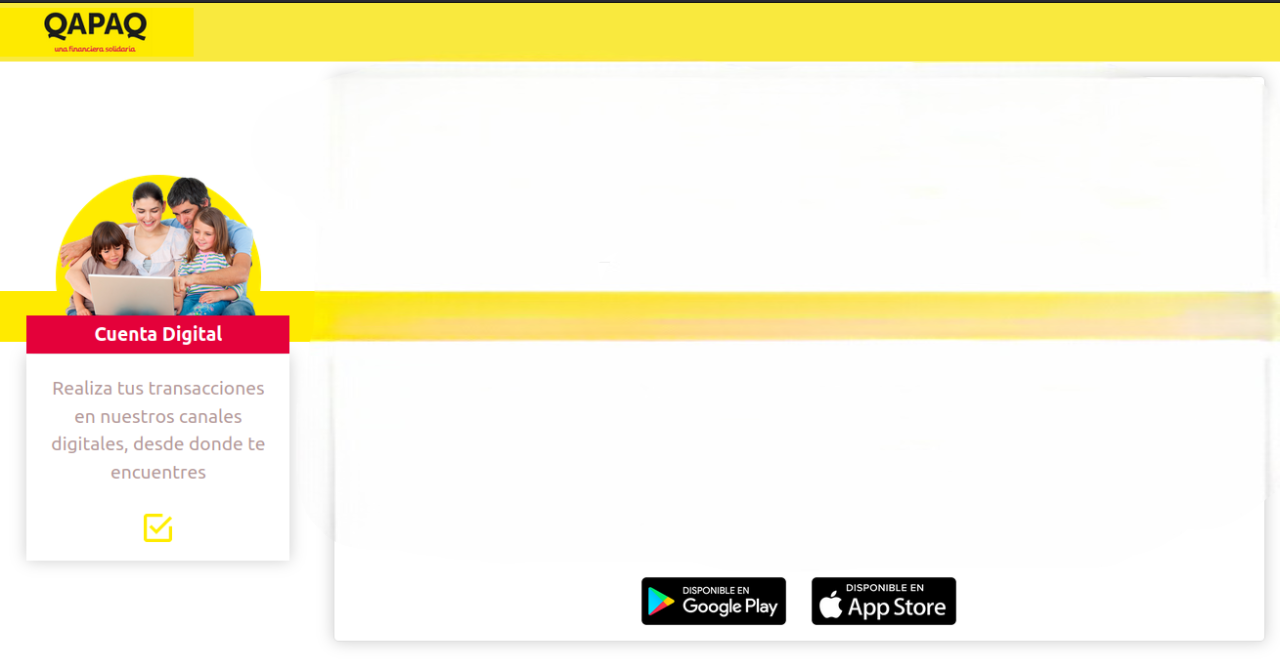 QAPAQ
una financiera solidaria
Cuenta Digital
Realiza tus transacciones
en nuestros canales
digitales, desde donde te
encuentres
DISPONIBLE EN
Google Play
DISPONIBLE EN
App Store